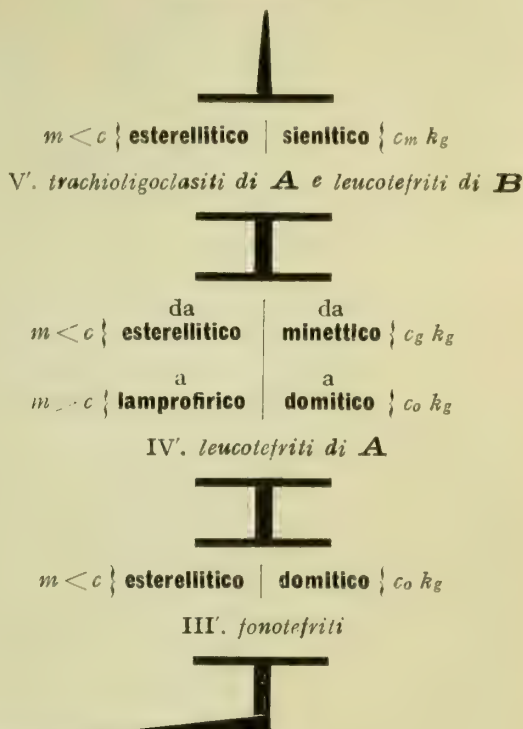 m < c { esterellitico | sienitico } cm kg
V'. trachioligoclasiti di A e leucotefriti di B
da da
m < c { esterellitico | minettico } cg kg
a a
m c { lamprofirico | domitico } co kg
IV'. leucotefriti di A
m < c { esterellitico | domitico } co kg
III'. fonotefriti